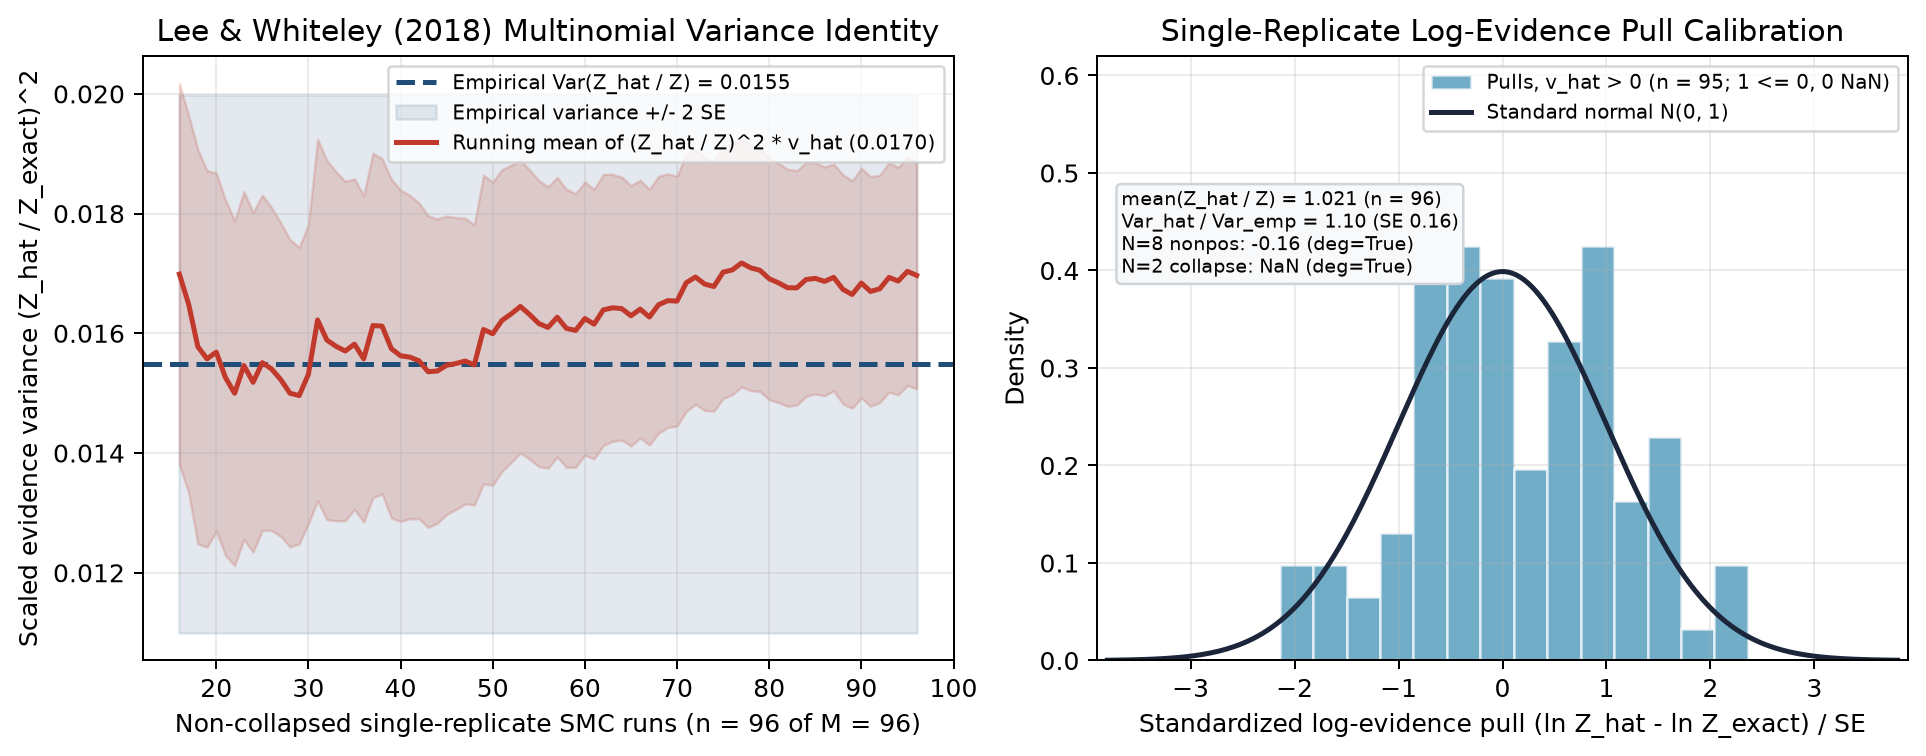 Lee & Whiteley (2018) Multinomial Variance Identity
Empirical Var(Z_hat / Z) = 0.0155
Empirical variance +/- 2 SE
Running mean of (Z_hat / Z)^2 * v_hat (0.0170)
Scaled evidence variance (Z_hat / Z_exact)^2
0.020
0.018
0.016
0.014
0.012
20 30 40 50 60 70 80 90 100
Non-collapsed single-replicate SMC runs (n = 96 of M = 96)
Single-Replicate Log-Evidence Pull Calibration
Pulls, v_hat > 0 (n = 95; 1 <= 0, 0 NaN)
Standard normal N(0, 1)
mean(Z_hat / Z) = 1.021 (n = 96)
Var_hat / Var_emp = 1.10 (SE 0.16)
N=8 nonpos: -0.16 (deg=True)
N=2 collapse: NaN (deg=True)
Density
0.6
0.5
0.4
0.3
0.2
0.1
0.0
−3 −2 −1 0 1 2 3
Standardized log-evidence pull (ln Z_hat - ln Z_exact) / SE